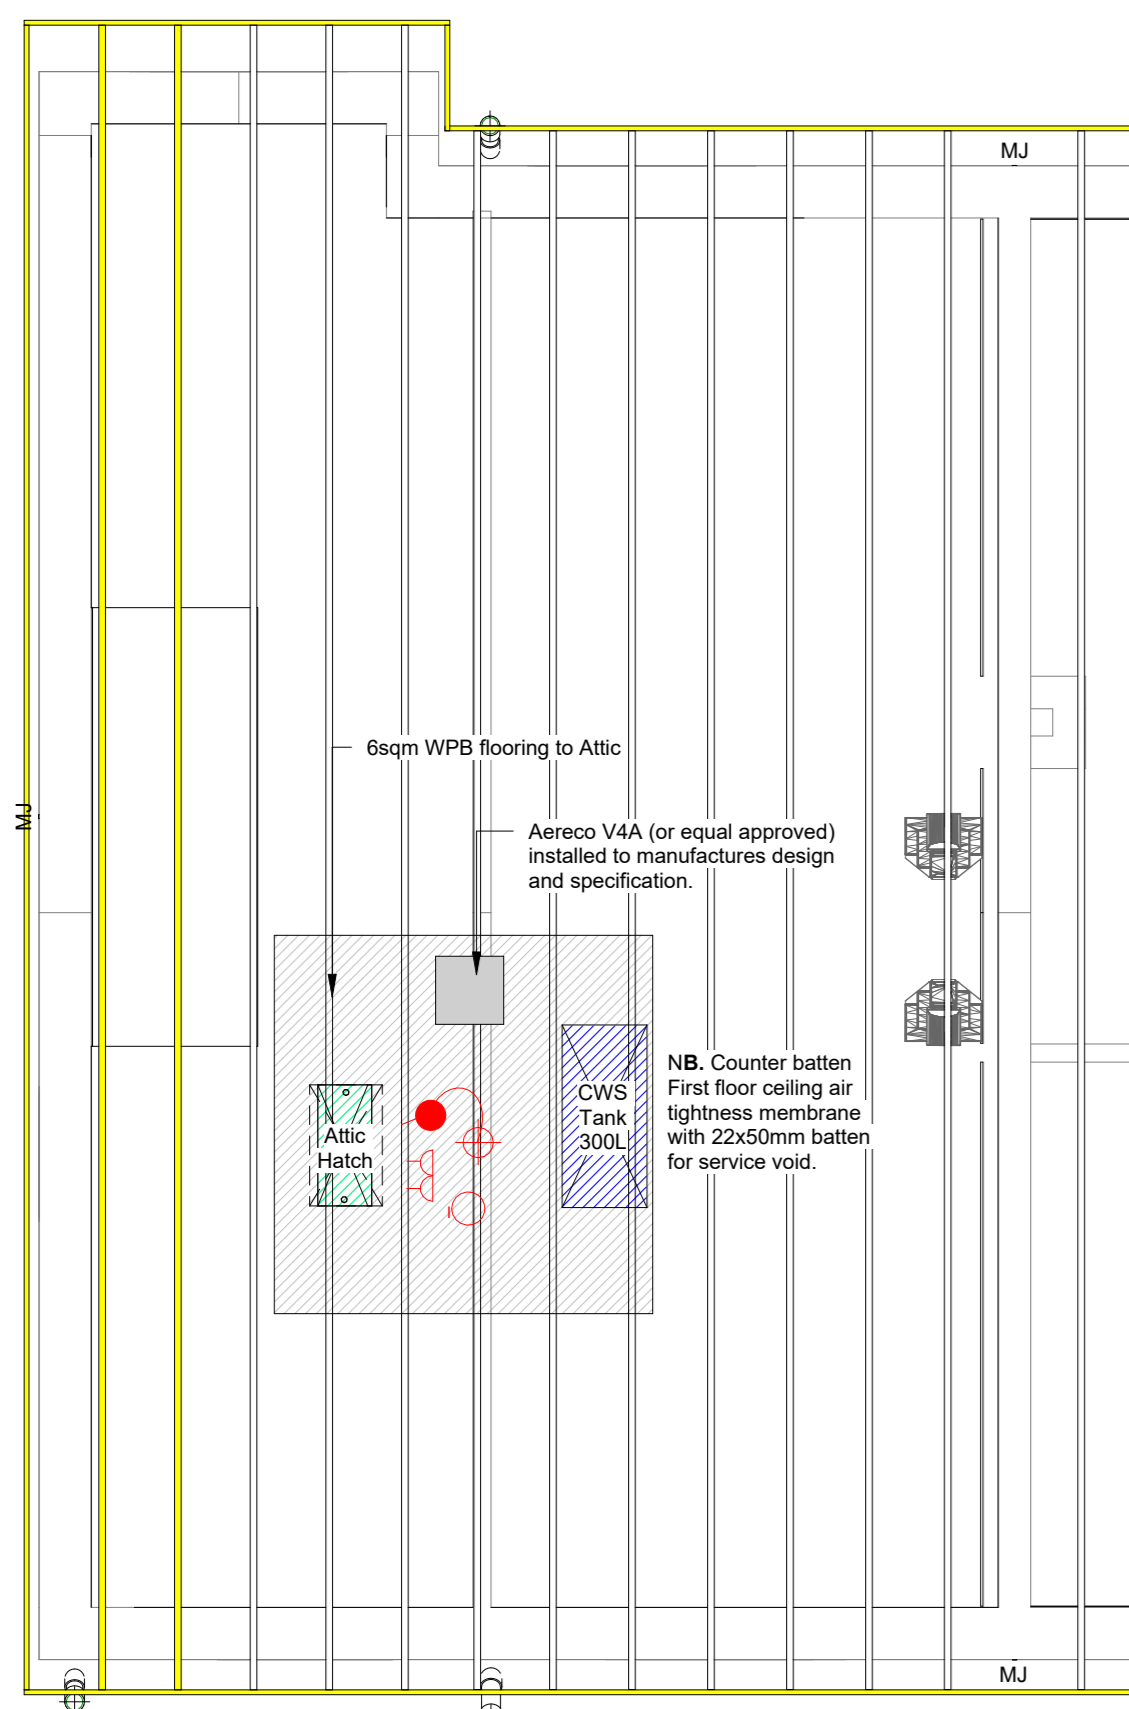 MJ
6sqm WPB flooring to Attic
MJ
Aereco V4A (or equal approved)
installed to manufactures design
and specification.
NB. Counter batten
First floor ceiling air
tightness membrane
with 22x50mm batten
for service void.
CWS
Tank
300L
Attic
Hatch
MJ